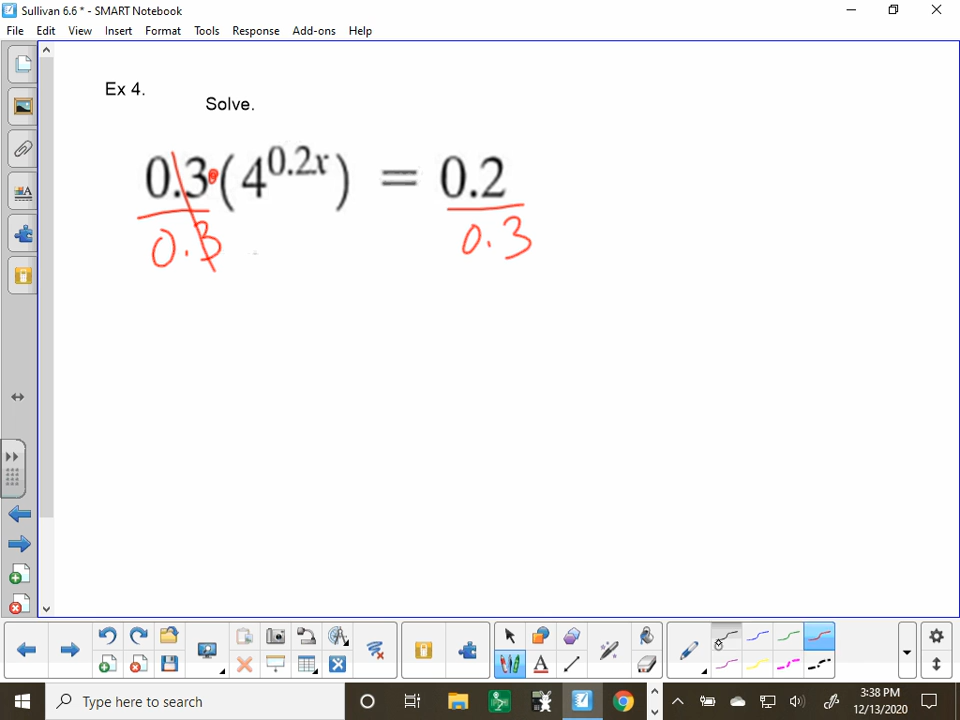 Sullivan 6.6 * - SMART Notebook
File Edit View Insert Format Tools Response Add-ons Help
Ex 4.
Solve.
0.3•(4^0.2x) = 0.2
0.3 0.3
A
Type here to search
3:38 PM
12/13/2020